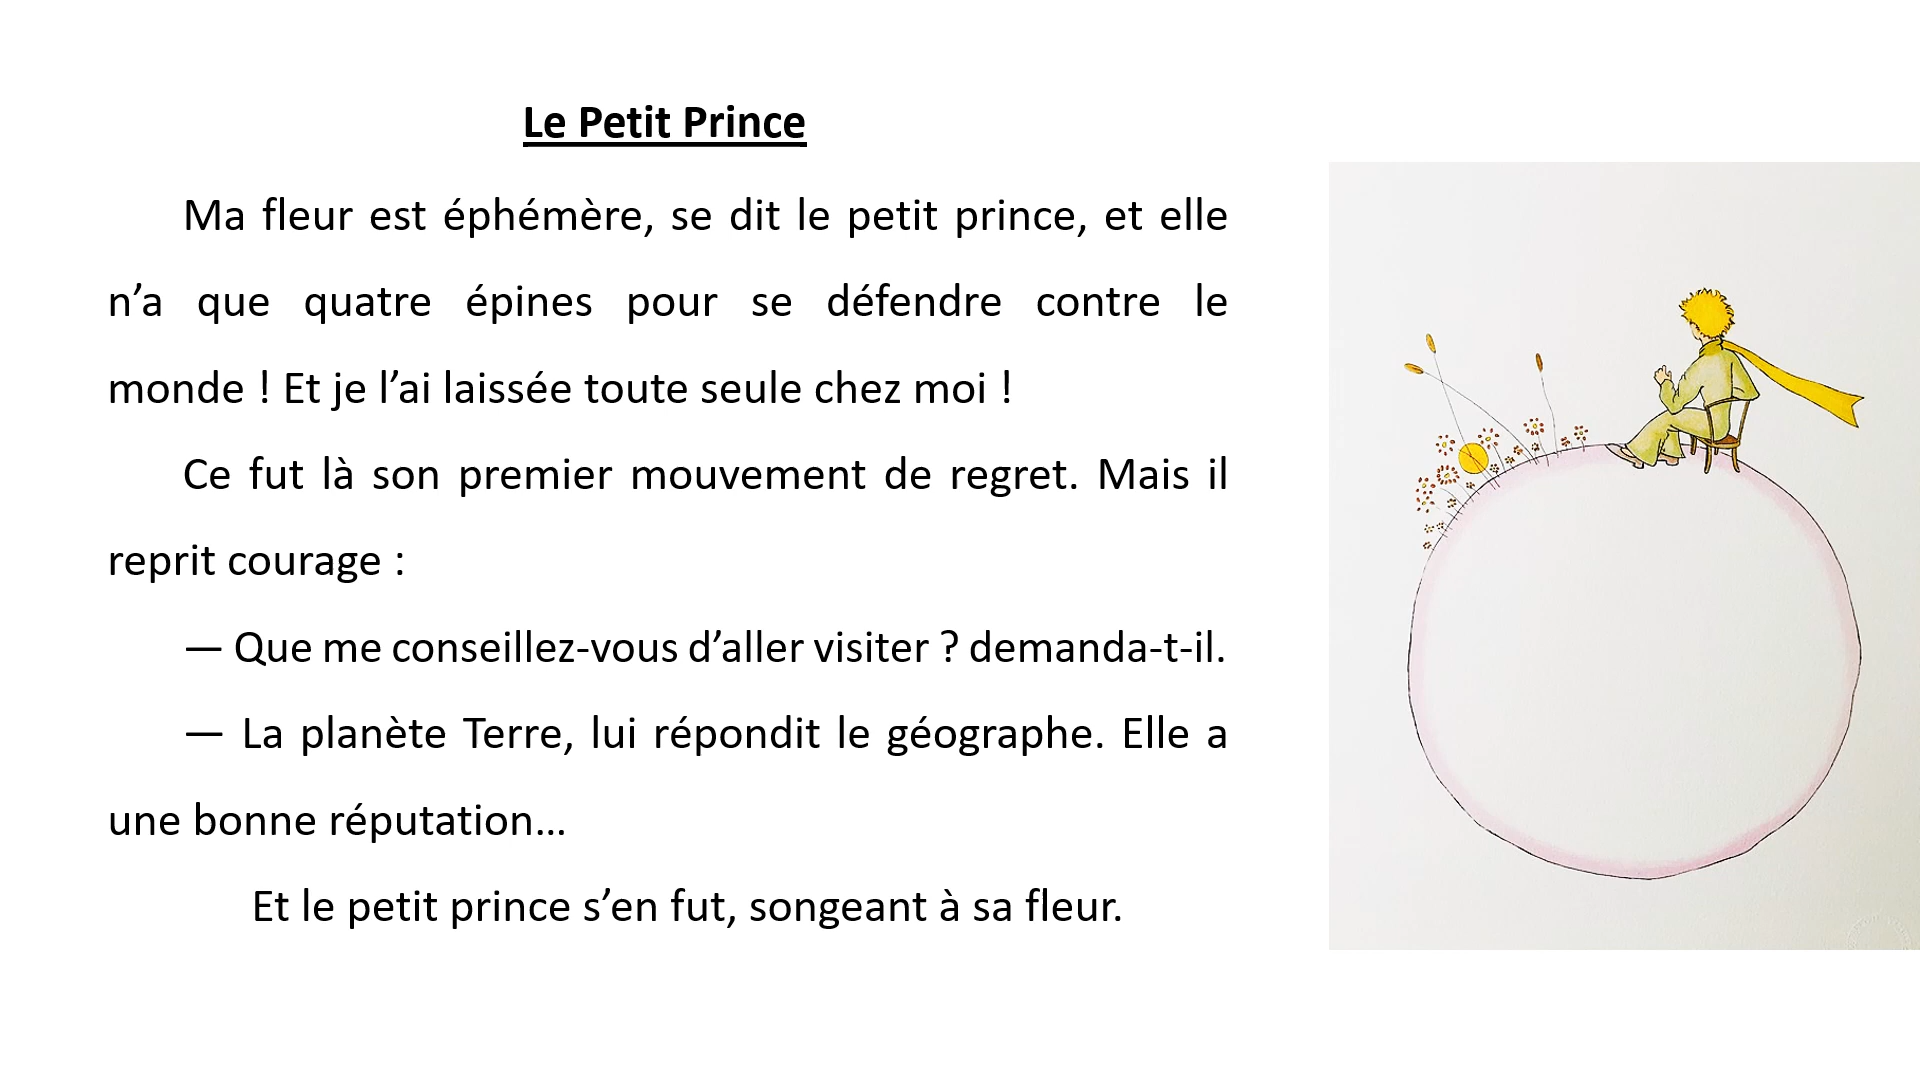 Le Petit Prince
Ma fleur est éphémère, se dit le petit prince, et elle
n’a que quatre épines pour se défendre contre le
monde ! Et je l’ai laissée toute seule chez moi !
Ce fut là son premier mouvement de regret. Mais il
reprit courage :
— Que me conseillez-vous d’aller visiter ? demanda-t-il.
— La planète Terre, lui répondit le géographe. Elle a
une bonne réputation…
Et le petit prince s’en fut, songeant à sa fleur.